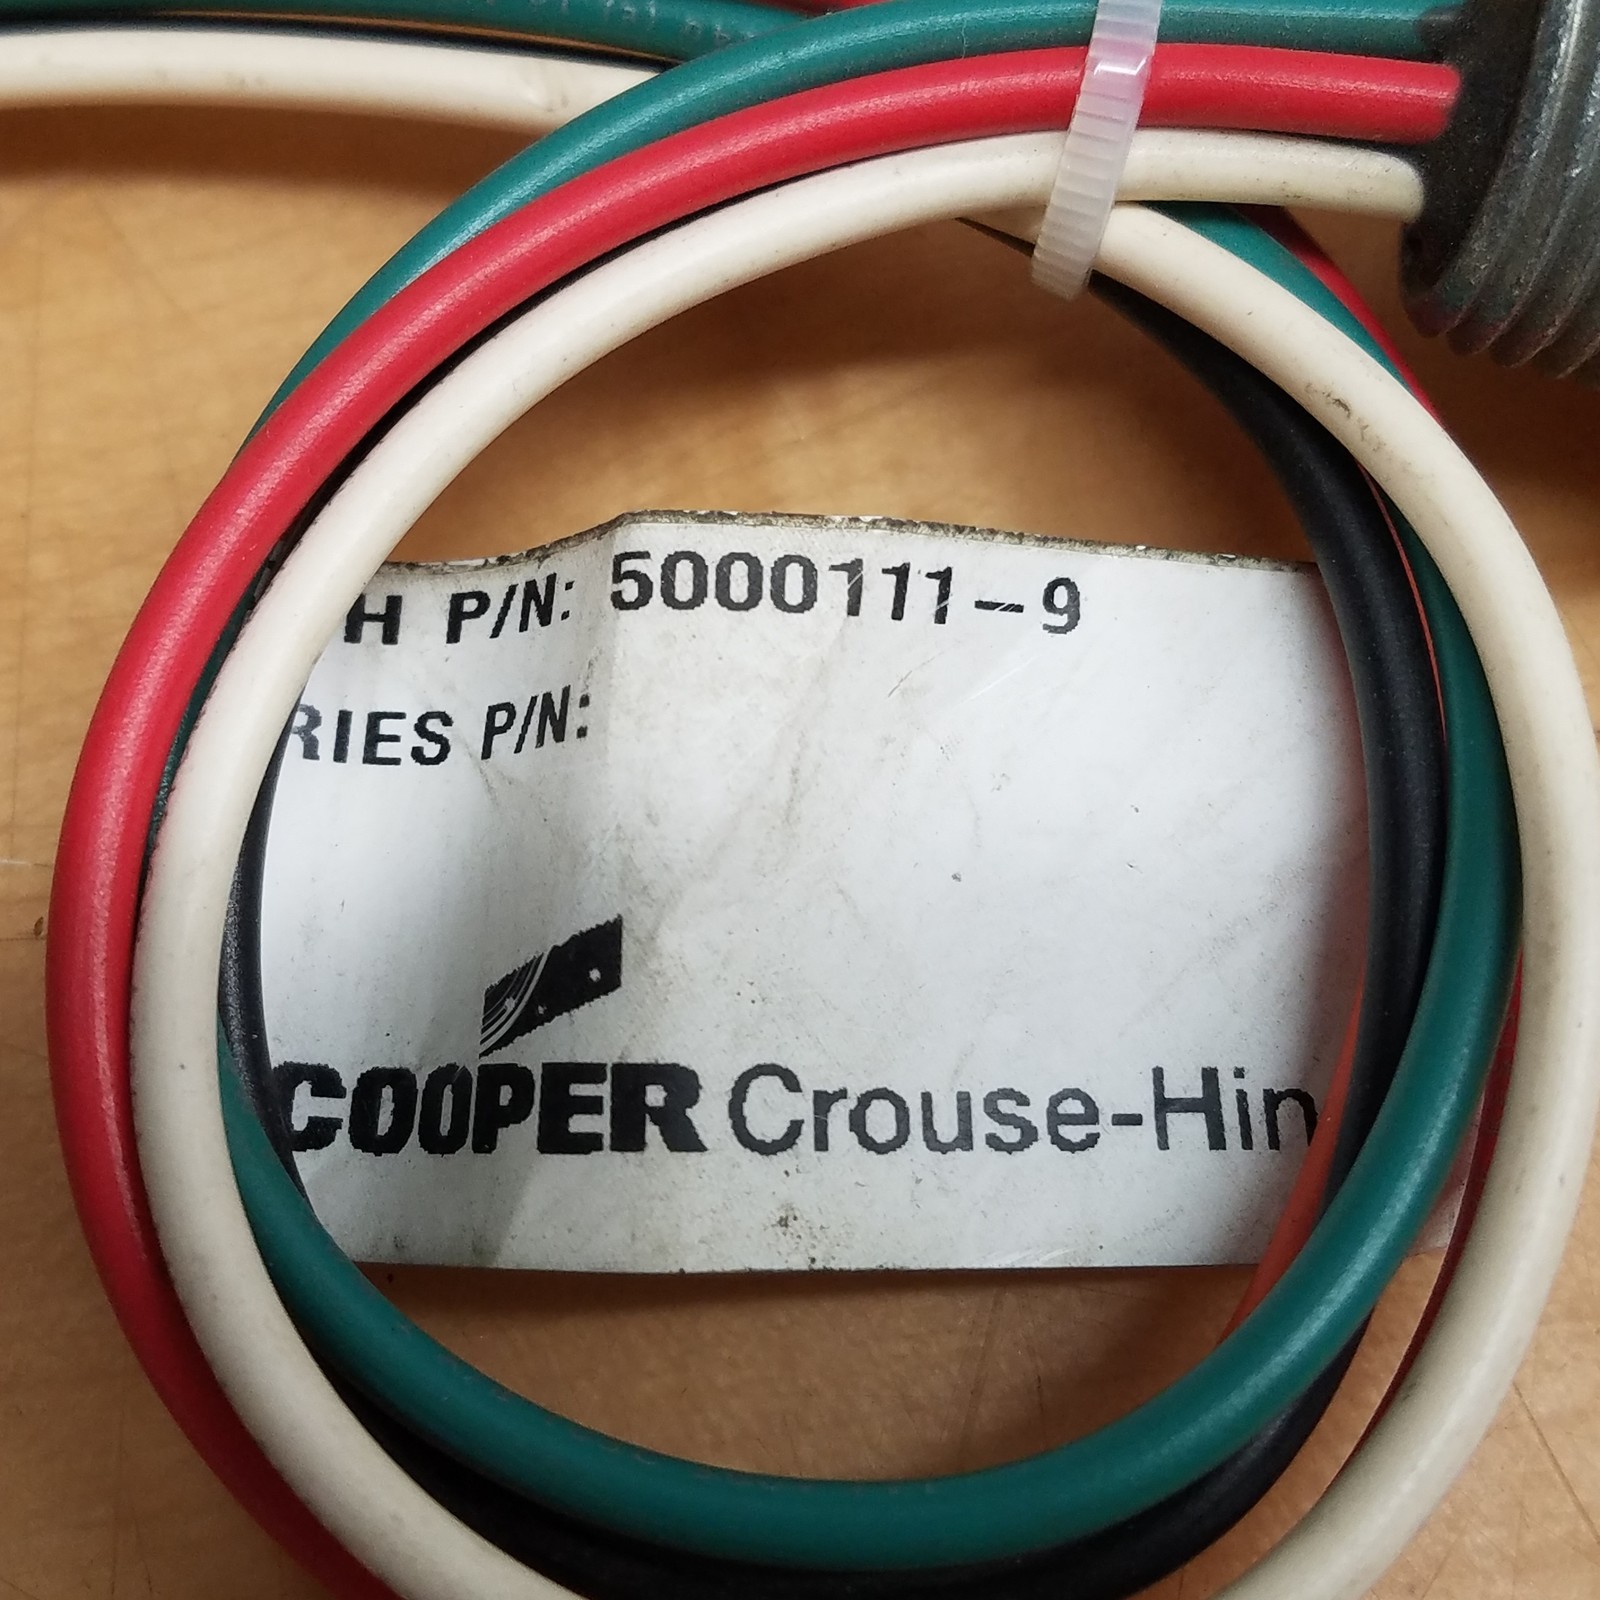 H P/N: 5000111-9
RIES P/N:
COOPER Crouse-Hin